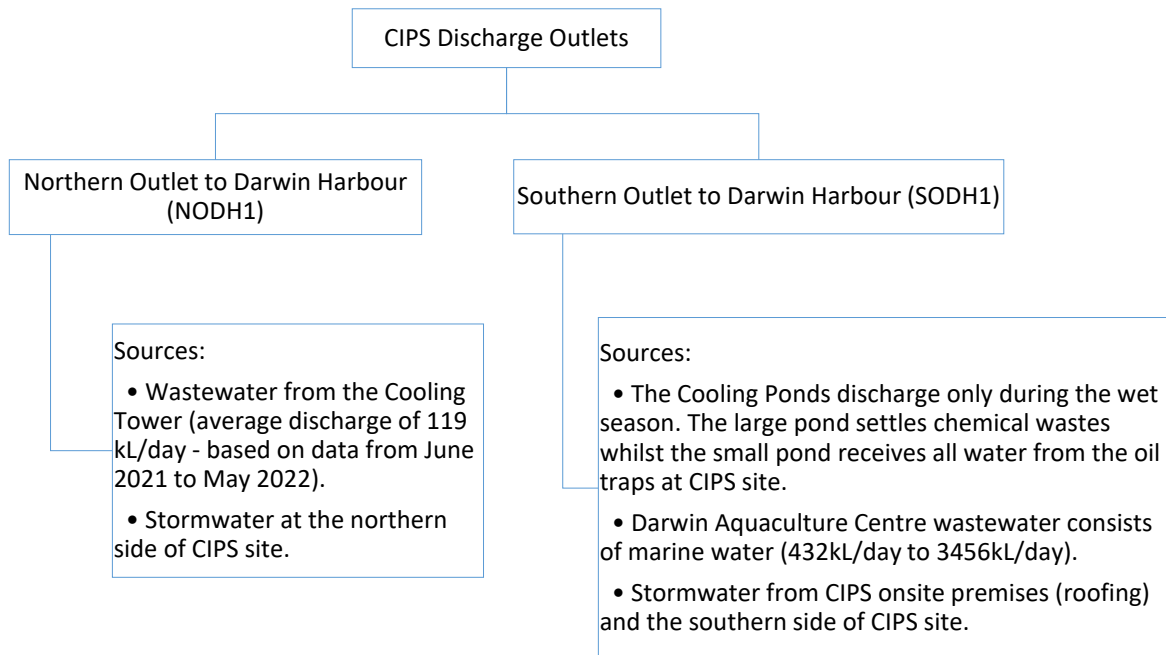 CIPS Discharge Outlets
Northern Outlet to Darwin Harbour
(NODH1)
Southern Outlet to Darwin Harbour (SODH1)
Sources:
• Wastewater from the Cooling
Tower (average discharge of 119
kL/day - based on data from June
2021 to May 2022).
• Stormwater at the northern
side of CIPS site.
Sources:
• The Cooling Ponds discharge only during the wet
season. The large pond settles chemical wastes
whilst the small pond receives all water from the oil
traps at CIPS site.
• Darwin Aquaculture Centre wastewater consists
of marine water (432kL/day to 3456kL/day).
• Stormwater from CIPS onsite premises (roofing)
and the southern side of CIPS site.